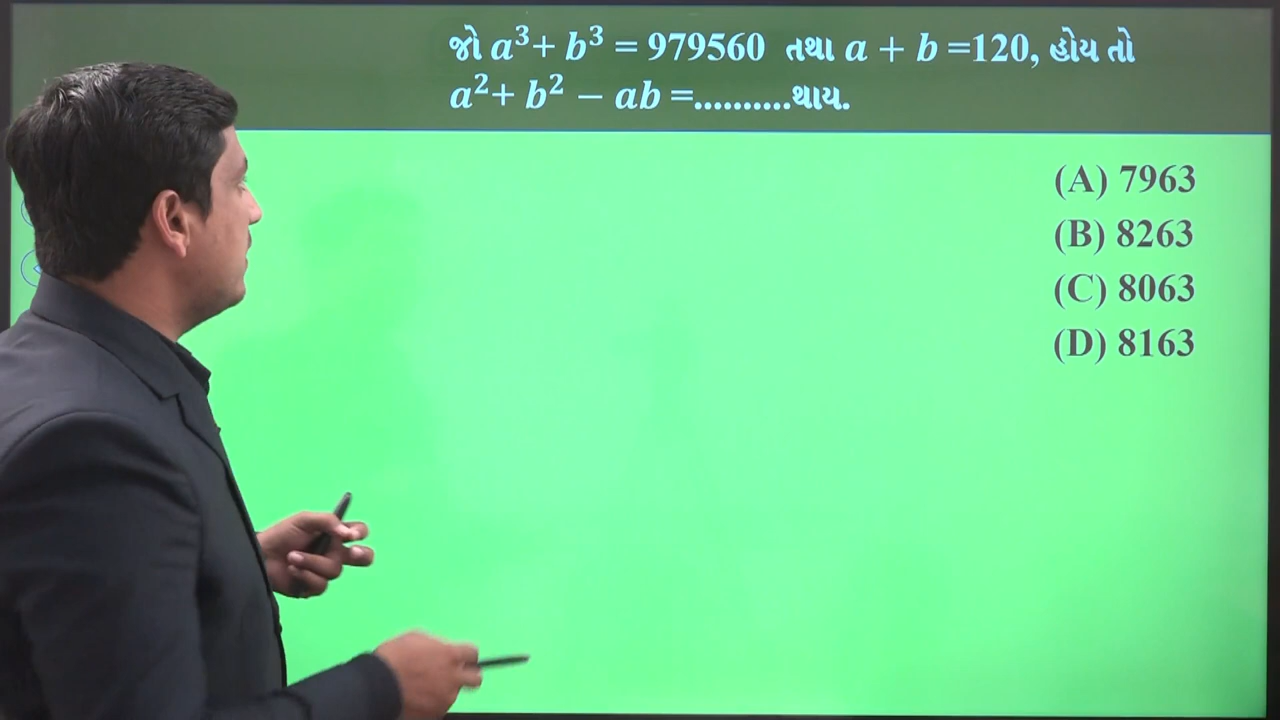 જો a³+ b³ = 979560 તથા a + b =120, હોય તો
a²+ b² − ab =..........થાય.
(A) 7963
(B) 8263
(C) 8063
(D) 8163